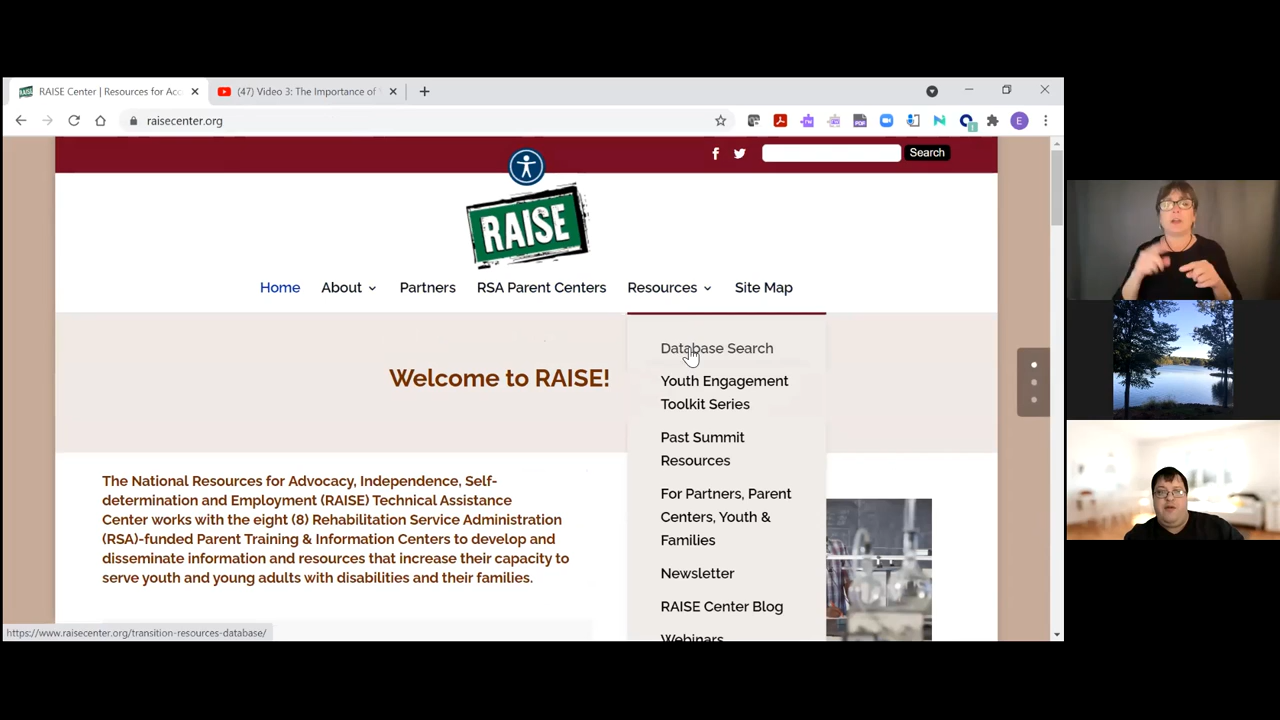 RAISE Center | Resources for Acc
(47) Video 3: The Importance of
raisecenter.org
E
Search
RAISE
Home
About
Partners
RSA Parent Centers
Resources
Site Map
Database Search
Youth Engagement
Toolkit Series
Past Summit
Resources
For Partners, Parent
Centers, Youth &
Families
Newsletter
RAISE Center Blog
Webinars
Welcome to RAISE!
The National Resources for Advocacy, Independence, Self-
determination and Employment (RAISE) Technical Assistance
Center works with the eight (8) Rehabilitation Service Administration
(RSA)-funded Parent Training & Information Centers to develop and
disseminate information and resources that increase their capacity to
serve youth and young adults with disabilities and their families.
https://www.raisecenter.org/transition-resources-database/